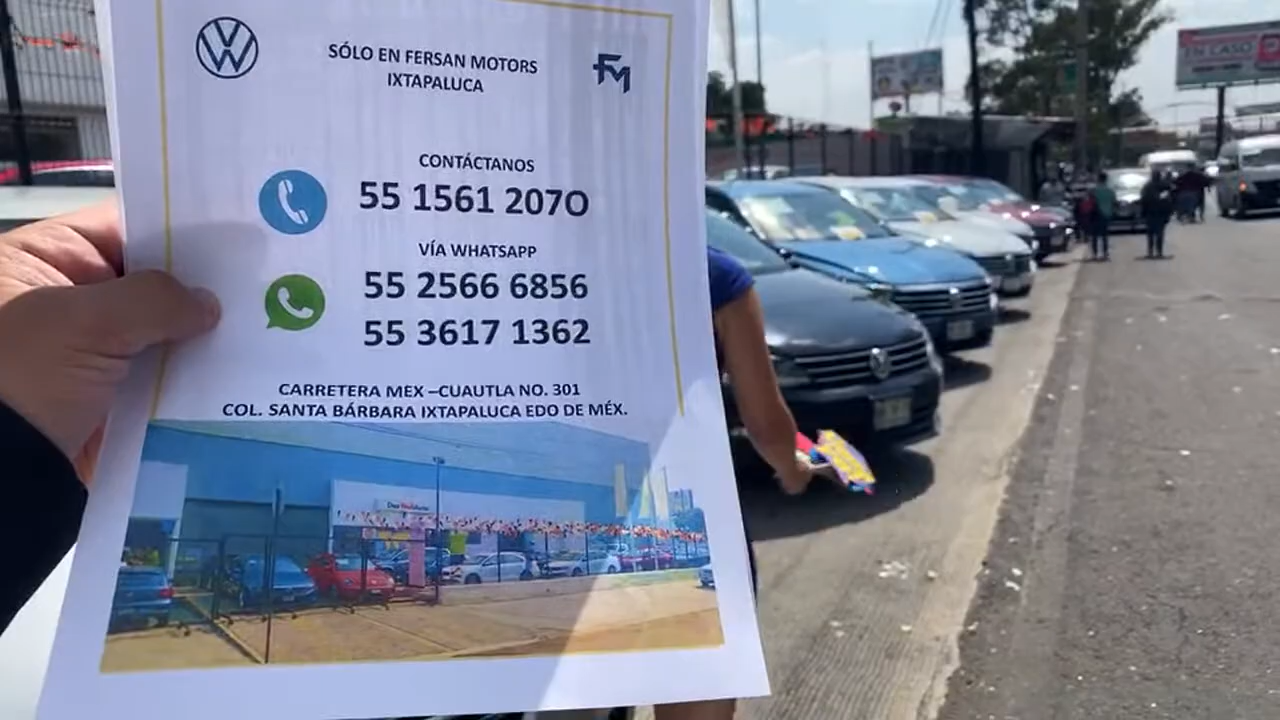 SÓLO EN FERSAN MOTORS
IXTAPALUCA
CONTÁCTANOS
55 1561 2070
VÍA WHATSAPP
55 2566 6856
55 3617 1362
CARRETERA MEX –CUAUTLA NO. 301
COL. SANTA BÁRBARA IXTAPALUCA EDO DE MÉX.
EN CASO